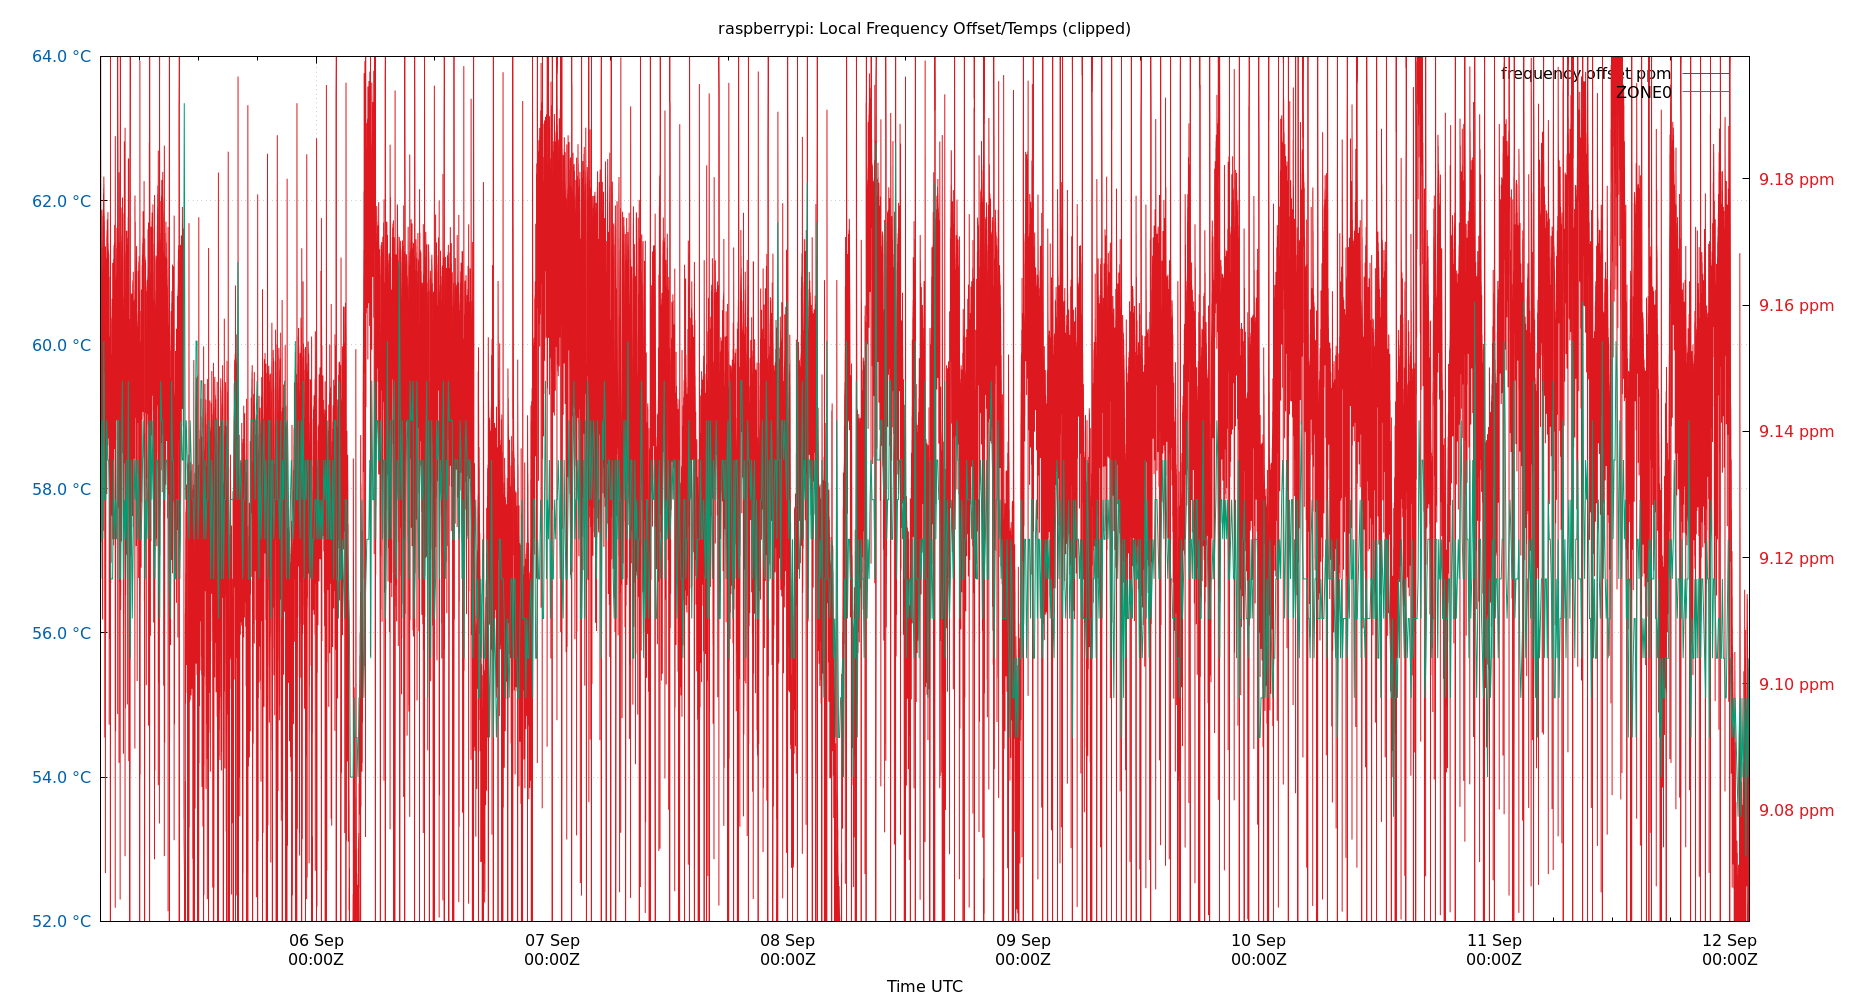 raspberrypi: Local Frequency Offset/Temps (clipped)
64.0 °C
62.0 °C
60.0 °C
58.0 °C
56.0 °C
54.0 °C
52.0 °C
frequency offset ppm
ZONE0
9.18 ppm
9.16 ppm
9.14 ppm
9.12 ppm
9.10 ppm
9.08 ppm
06 Sep 07 Sep 08 Sep 09 Sep 10 Sep 11 Sep 12 Sep
00:00Z 00:00Z 00:00Z 00:00Z 00:00Z 00:00Z 00:00Z
Time UTC